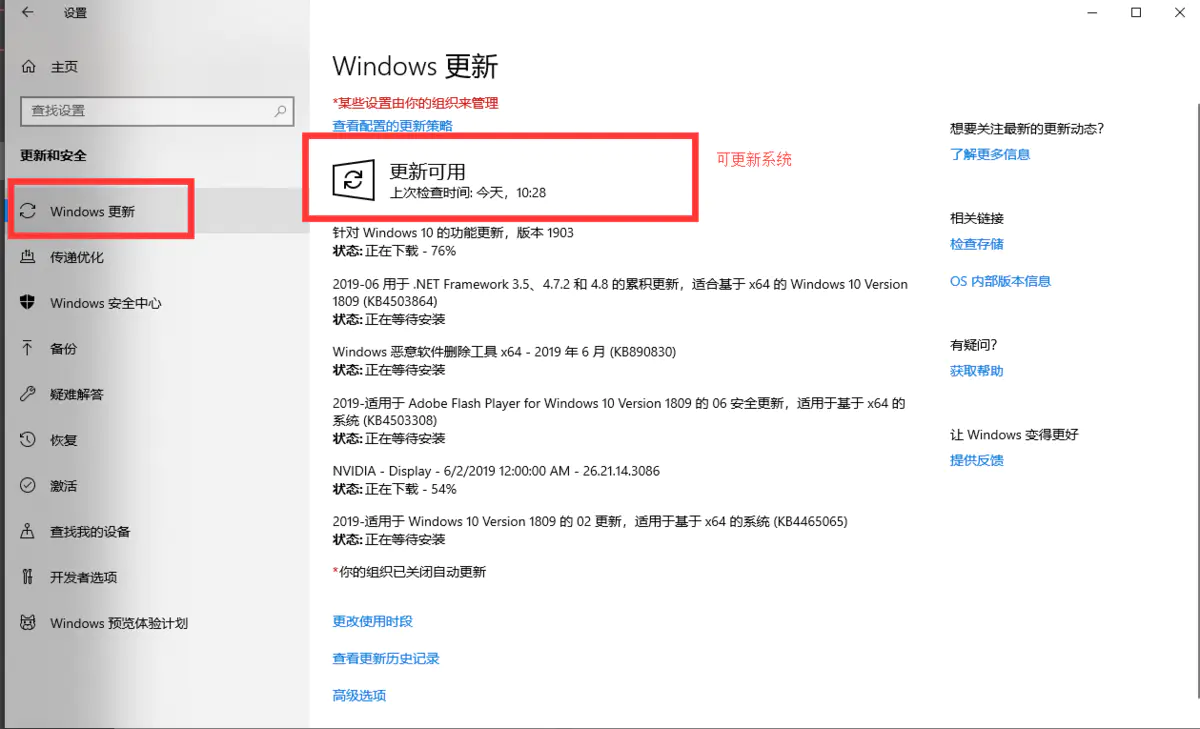 设置
主页
查找设置
更新和安全
Windows 更新
传递优化
Windows 安全中心
备份
疑难解答
恢复
激活
查找我的设备
开发者选项
Windows 预览体验计划
Windows 更新
*某些设置由你的组织来管理
查看配置的更新策略
更新可用
上次检查时间: 今天，10:28
可更新系统
针对 Windows 10 的功能更新，版本 1903
状态: 正在下载 - 76%
2019-06 用于 .NET Framework 3.5、4.7.2 和 4.8 的累积更新，适合基于 x64 的 Windows 10 Version
1809 (KB4503864)
状态: 正在等待安装
Windows 恶意软件删除工具 x64 - 2019 年 6 月 (KB890830)
状态: 正在等待安装
2019-适用于 Adobe Flash Player for Windows 10 Version 1809 的 06 安全更新，适用于基于 x64 的
系统 (KB4503308)
状态: 正在等待安装
NVIDIA - Display - 6/2/2019 12:00:00 AM - 26.21.14.3086
状态: 正在下载 - 54%
2019-适用于 Windows 10 Version 1809 的 02 更新，适用于基于 x64 的系统 (KB4465065)
状态: 正在等待安装
*你的组织已关闭自动更新
更改使用时段
查看更新历史记录
高级选项
想要关注最新的更新动态?
了解更多信息
相关链接
检查存储
OS 内部版本信息
有疑问?
获取帮助
让 Windows 变得更好
提供反馈